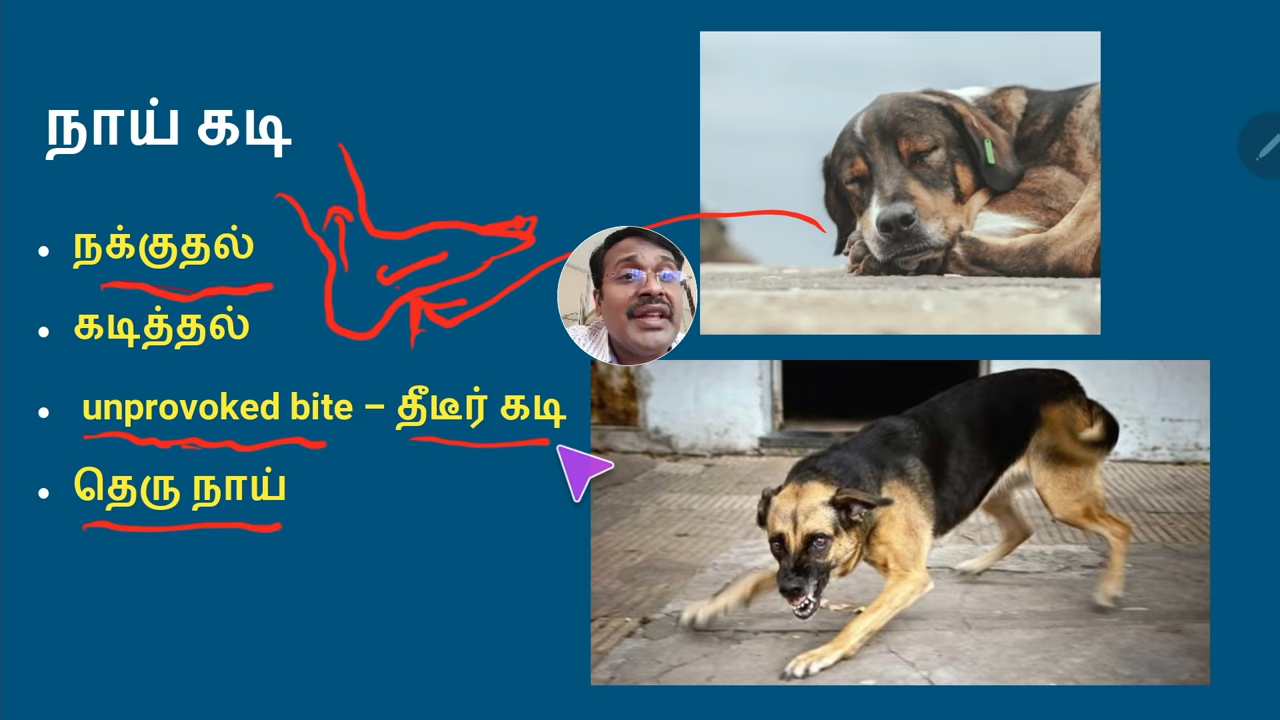 நாய் கடி
• நக்குதல்
• கடித்தல்
• unprovoked bite – தீடீர் கடி
• தெரு நாய்